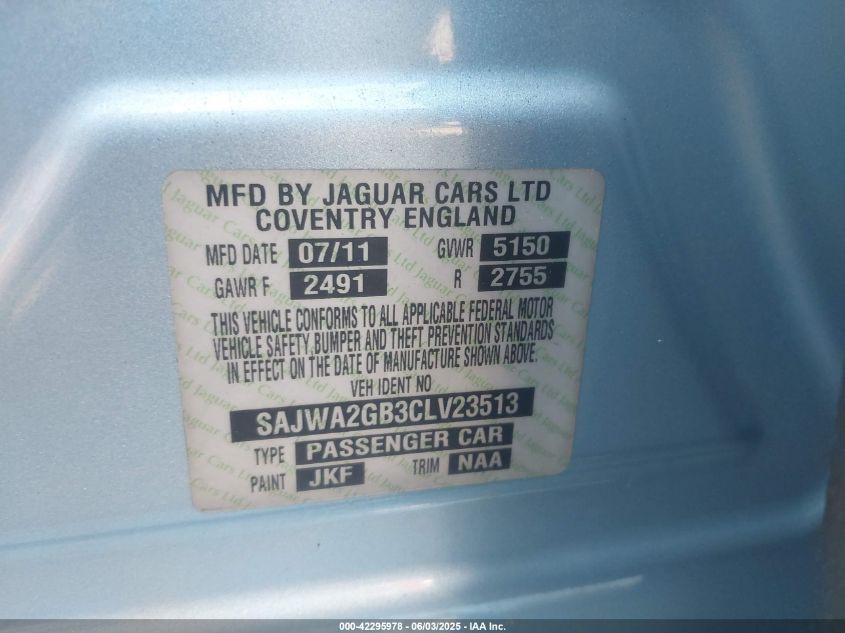 MFD BY JAGUAR CARS LTD
COVENTRY ENGLAND
MFD DATE 07/11 GVWR 5150
GAWR F 2491 R 2755
THIS VEHICLE CONFORMS TO ALL APPLICABLE FEDERAL MOTOR
VEHICLE SAFETY, BUMPER AND THEFT PREVENTION STANDARDS
IN EFFECT ON THE DATE OF MANUFACTURE SHOWN ABOVE.
VEH IDENT NO
SAJWA2GB3CLV23513
TYPE PASSENGER CAR
PAINT JKF TRIM NAA
000-42295978 - 06/03/2025 - IAA Inc.